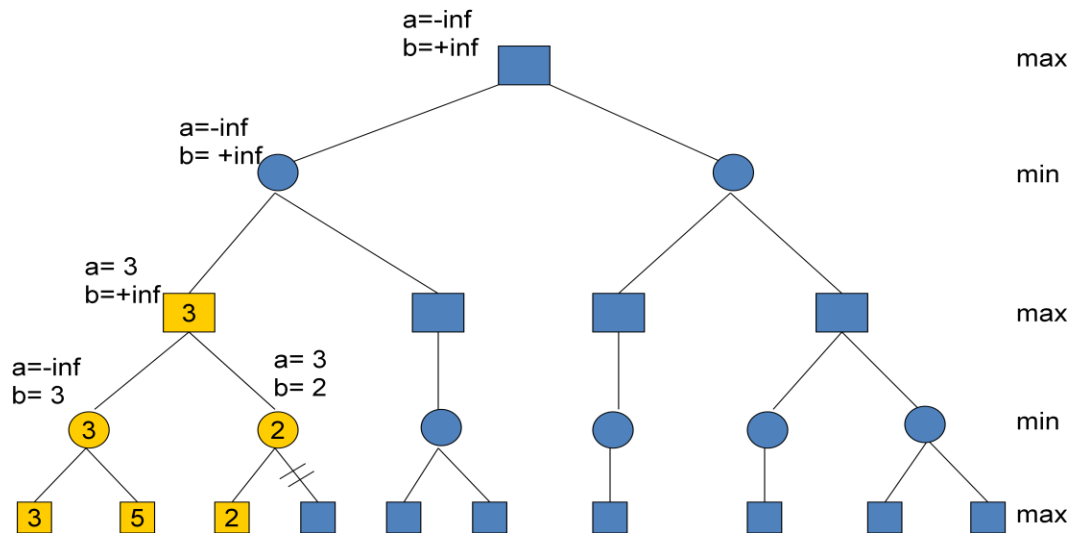 a=-inf
b=+inf
max
a=-inf
b= +inf
min
a= 3
b=+inf
3
max
a=-inf
b= 3
a= 3
b= 2
3
2
min
3
5
2
max